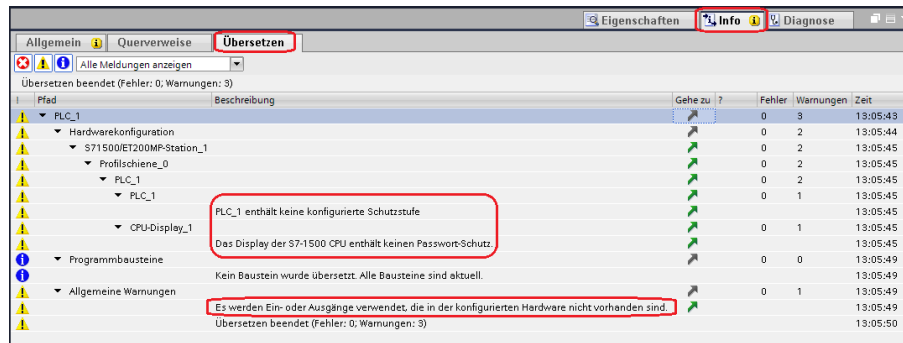 Eigenschaften Info Diagnose
Allgemein Querverweise Übersetzen
Alle Meldungen anzeigen
Übersetzen beendet (Fehler: 0; Warnungen: 3)
! Pfad Beschreibung Gehe zu ? Fehler Warnungen Zeit
PLC_1 0 3 13:05:43
Hardwarekonfiguration 0 2 13:05:44
S71500/ET200MP-Station_1 0 2 13:05:45
Profilschiene_0 0 2 13:05:45
PLC_1 0 2 13:05:45
PLC_1 0 1 13:05:45
PLC_1 enthält keine konfigurierte Schutzstufe 13:05:45
CPU-Display_1 0 1 13:05:45
Das Display der S7-1500 CPU enthält keinen Passwort-Schutz. 13:05:45
Programmbausteine 0 0 13:05:49
Kein Baustein wurde übersetzt. Alle Bausteine sind aktuell. 13:05:49
Allgemeine Warnungen 0 1 13:05:49
Es werden Ein- oder Ausgänge verwendet, die in der konfigurierten Hardware nicht vorhanden sind. 13:05:49
Übersetzen beendet (Fehler: 0; Warnungen: 3) 13:05:50